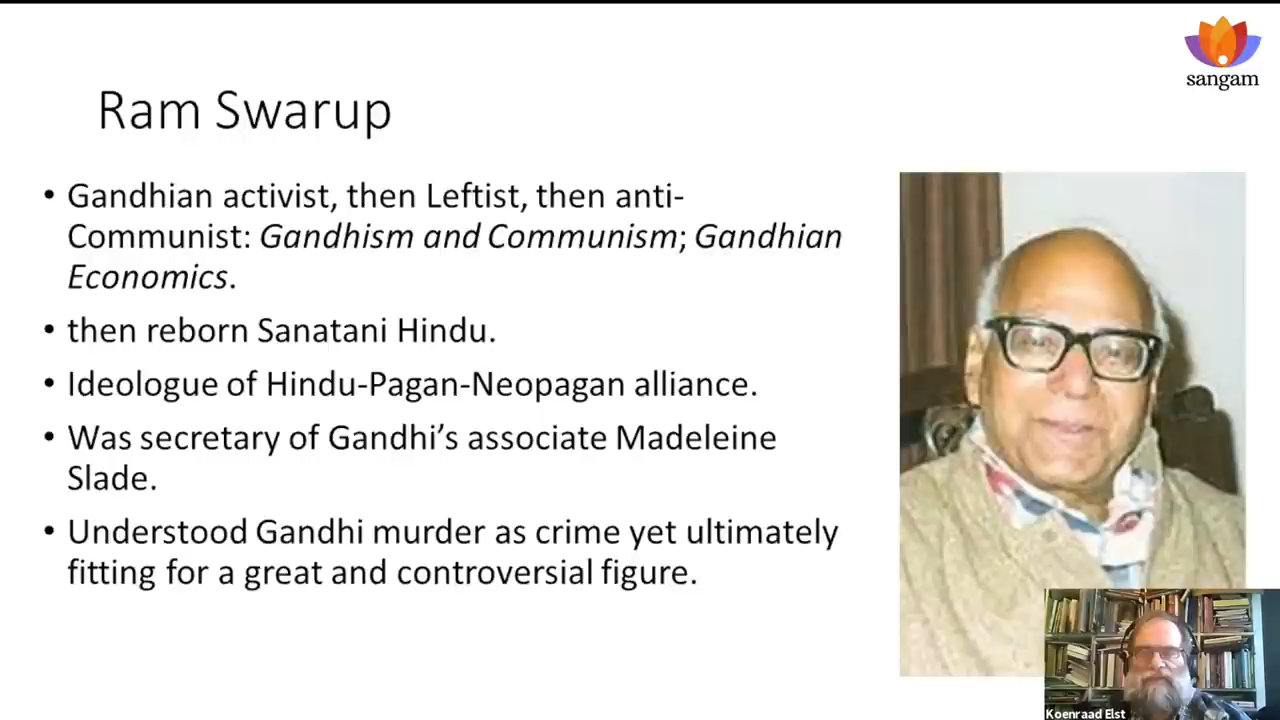 sangam
Ram Swarup
• Gandhian activist, then Leftist, then anti-
Communist: Gandhism and Communism; Gandhian
Economics.
• then reborn Sanatani Hindu.
• Ideologue of Hindu-Pagan-Neopagan alliance.
• Was secretary of Gandhi’s associate Madeleine
Slade.
• Understood Gandhi murder as crime yet ultimately
fitting for a great and controversial figure.
Koenraad Elst